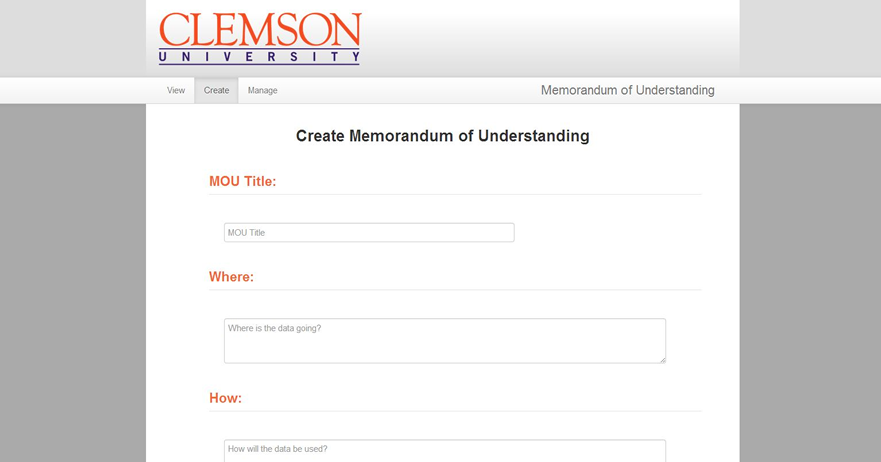 CLEMSON
UNIVERSITY
View Create Manage Memorandum of Understanding
Create Memorandum of Understanding
MOU Title:
MOU Title
Where:
Where is the data going?
How:
How will the data be used?